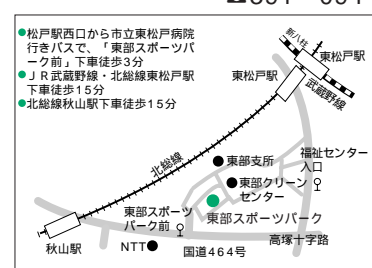 ●松戸駅西口から市立東松戸病院
行きバスで、「東部スポーツパ
ーク前」下車徒歩3分
●ＪＲ武蔵野線・北総線東松戸駅
下車徒歩15分
●北総線秋山駅下車徒歩15分
新八柱
東松戸駅
東松戸駅
武蔵野線
北総線
東部支所
福祉センター
入口
東部クリーン
センター
東部スポーツ
パーク前
東部スポーツパーク
秋山駅
NTT
国道464号
高塚十字路